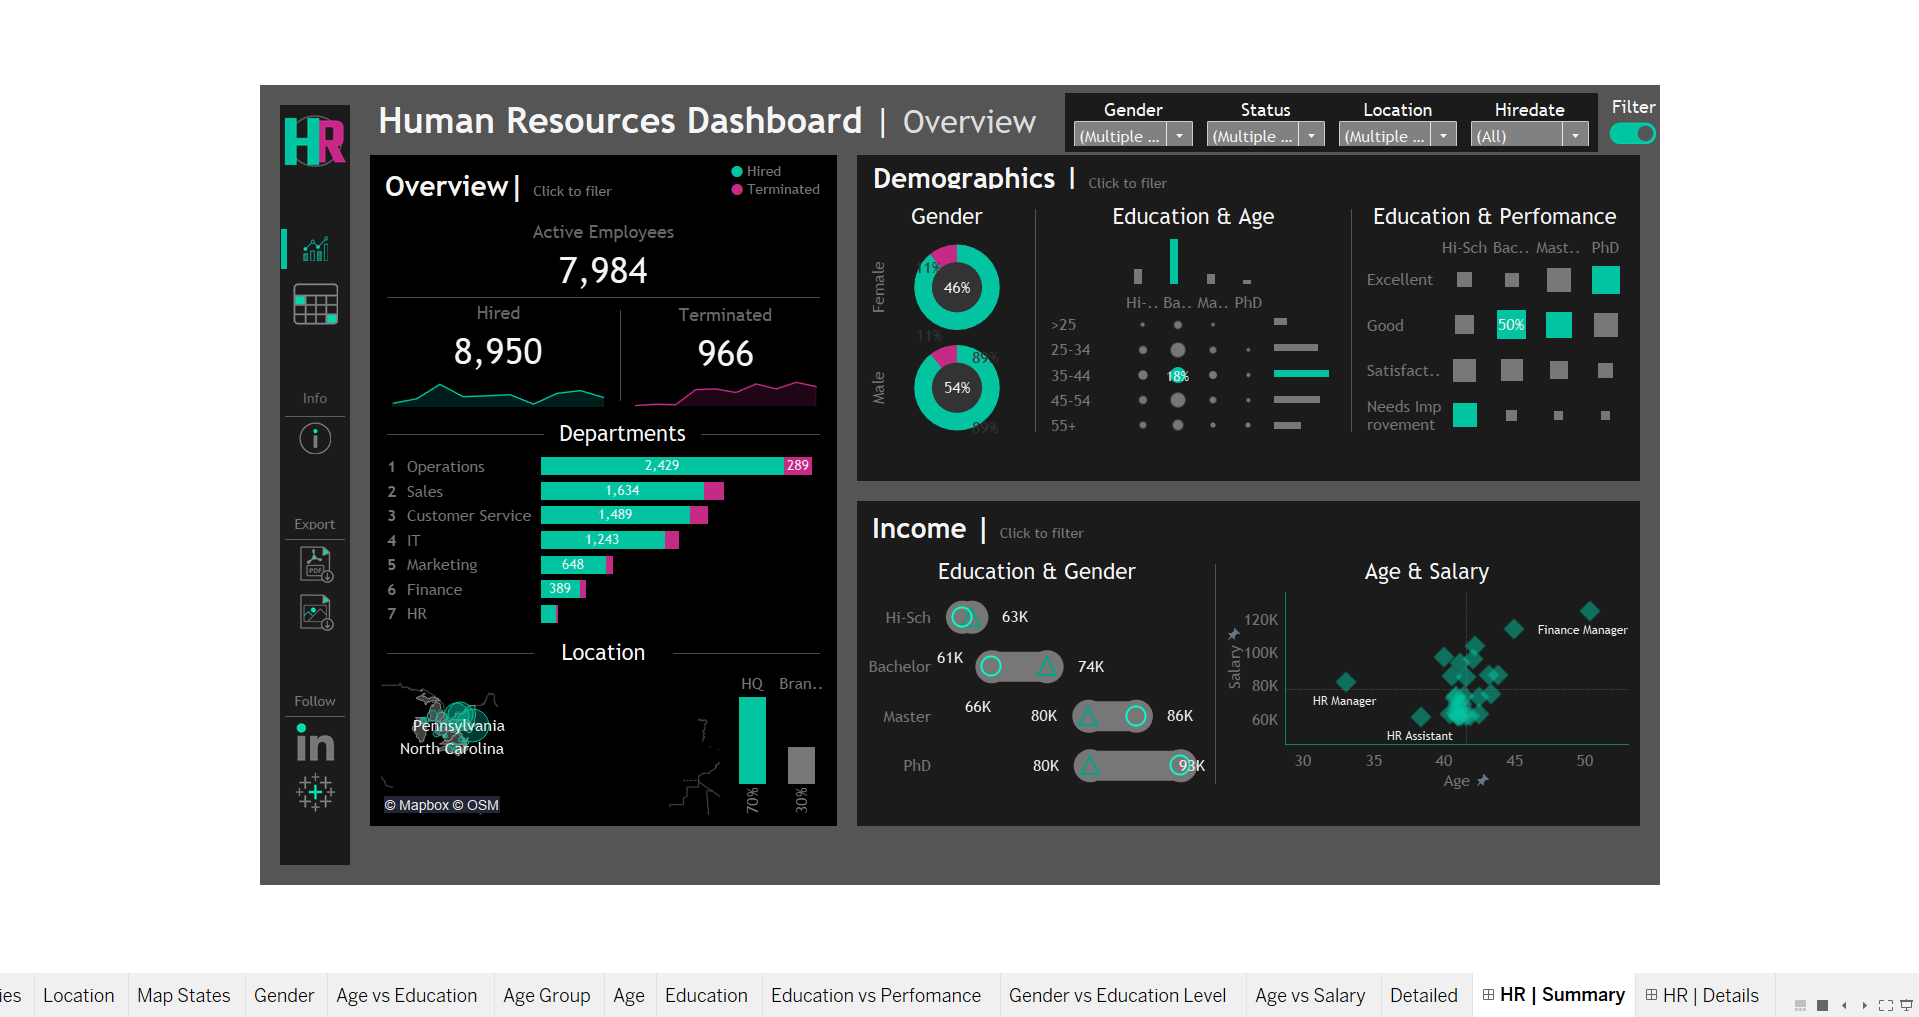 HR
Human Resources Dashboard | Overview
Gender
Status
Location
Hiredate
Filter
(Multiple ...
(Multiple ...
(Multiple ...
(All)
Overview|
Click to filer
Hired
Terminated
Active Employees
7,984
Hired
8,950
Terminated
966
Departments
1 Operations 2,429 289
2 Sales 1,634
3 Customer Service 1,489
4 IT 1,243
5 Marketing 648
6 Finance 389
7 HR
Location
Pennsylvania
North Carolina
© Mapbox © OSM
HQ
Bran..
70%
30%
Info
Export
PDF
Follow
in
Demographics |
Click to filer
Gender
Female
11%
46%
11%
89%
Male
54%
89%
Education & Age
Hi-.. Ba.. Ma.. PhD
>25
25-34
35-44
18%
45-54
55+
Education & Perfomance
Hi-Sch Bac.. Mast.. PhD
Excellent
Good
50%
Satisfact..
Needs Imp
rovement
Income |
Click to filter
Education & Gender
Hi-Sch
63K
61K
Bachelor
74K
66K
Master
80K
86K
PhD
80K
93K
Age & Salary
Salary
120K
100K
80K
60K
Finance Manager
HR Manager
HR Assistant
30 35 40 45 50
Age
ies
Location
Map States
Gender
Age vs Education
Age Group
Age
Education
Education vs Perfomance
Gender vs Education Level
Age vs Salary
Detailed
HR | Summary
HR | Details